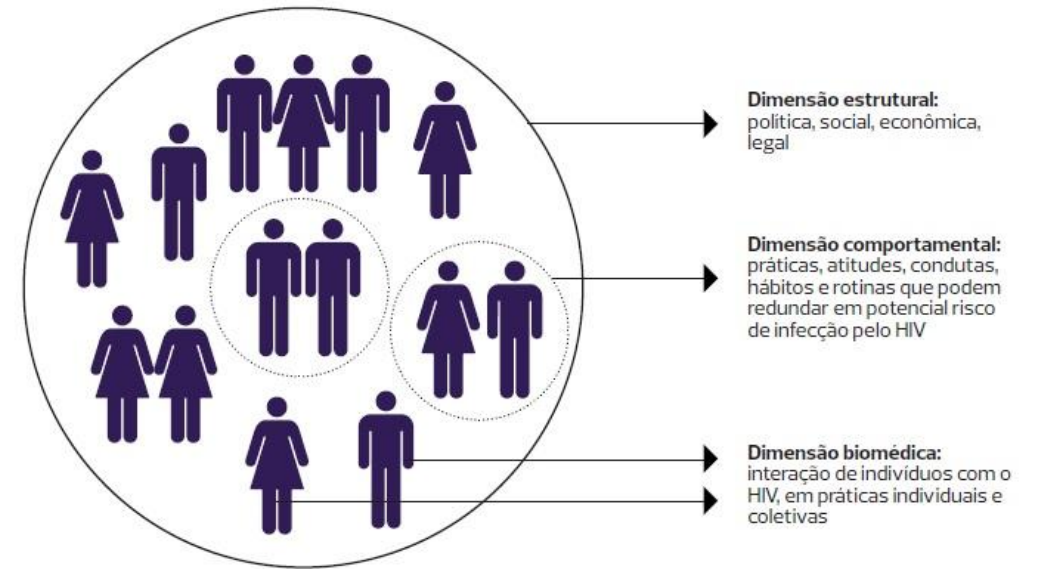 Dimensão estrutural:
política, social, econômica,
legal
Dimensão comportamental:
práticas, atitudes, condutas,
hábitos e rotinas que podem
redundar em potencial risco
de infecção pelo HIV
Dimensão biomédica:
interação de indivíduos com o
HIV, em práticas individuais e
coletivas